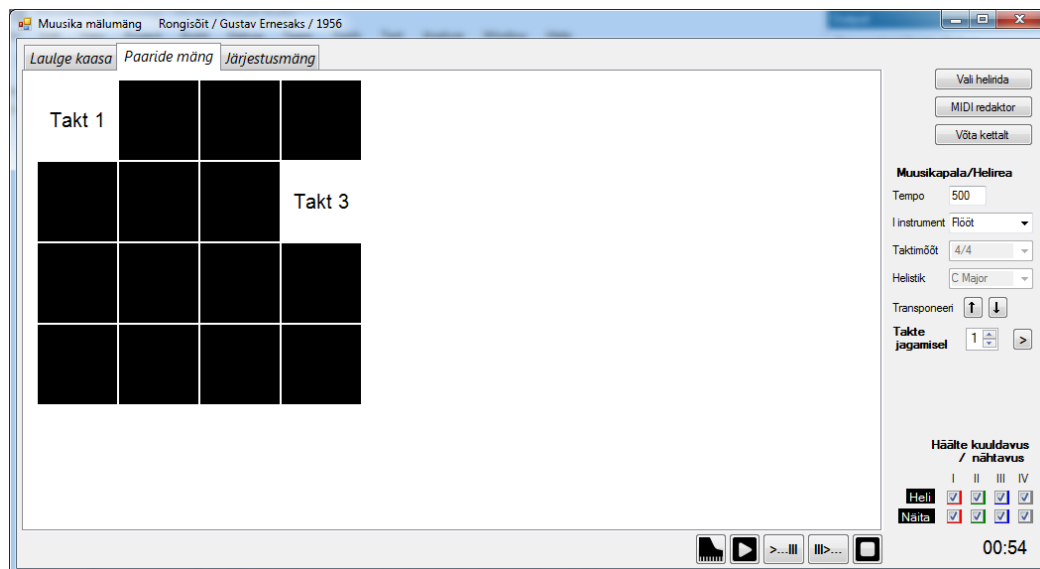 Muusika mälumäng Rongisõit / Gustav Ernesaks / 1956
Laulge kaasa Paaride mäng Järjestusmäng
Takt 1
Takt 3
Vali helirida
MIDI redaktor
Võta kettalt
Muusikapala/Helirea
Tempo 500
I instrument Flööt
Taktimõõt 4/4
Helistik C Major
Transponeeri
Takte
jagamisel 1 >
Häälte kuuldavus
/ nähtavus
I II III IV
Heli
Näita
>...III III>...
00:54